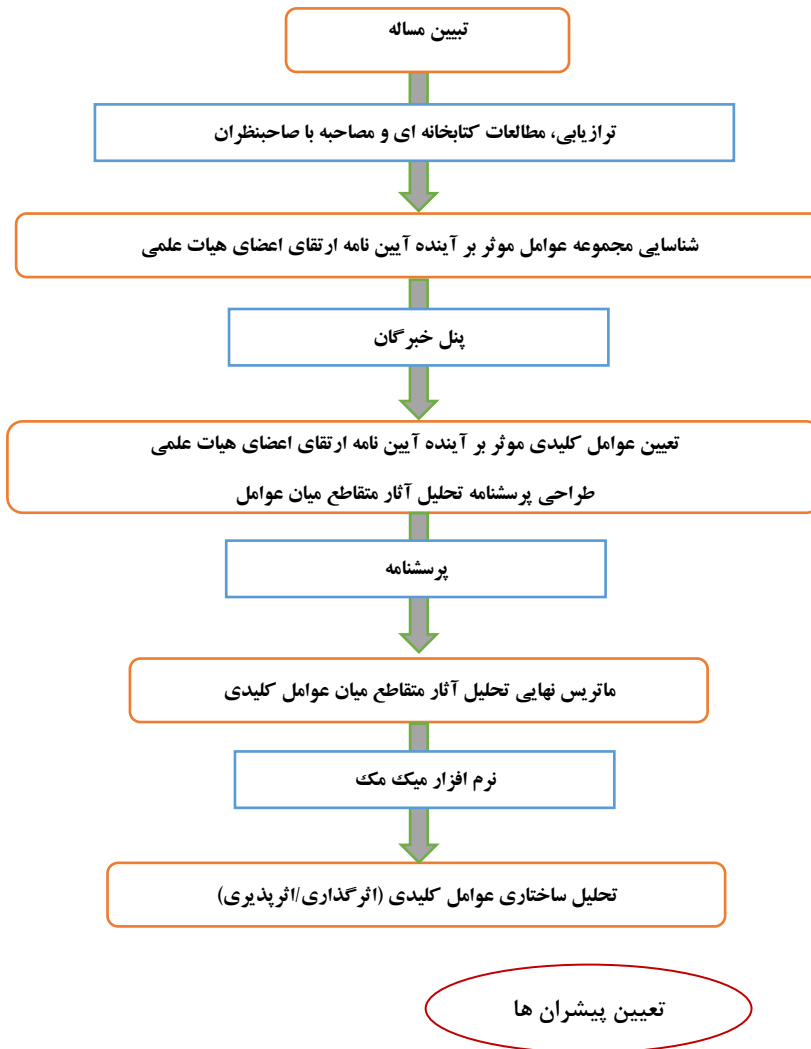 تبیین مساله
ترازیابی، مطالعات کتابخانه ای و مصاحبه با صاحبنظران
شناسایی مجموعه عوامل موثر بر آینده آیین نامه ارتقای اعضای هیات علمی
پنل خبرگان
تعیین عوامل کلیدی موثر بر آینده آیین نامه ارتقای اعضای هیات علمی
طراحی پرسشنامه تحلیل آثار متقاطع میان عوامل
پرسشنامه
ماتریس نهایی تحلیل آثار متقاطع میان عوامل کلیدی
نرم افزار میک مک
تحلیل ساختاری عوامل کلیدی (اثرگذاری/اثرپذیری)
تعیین پیشران ها